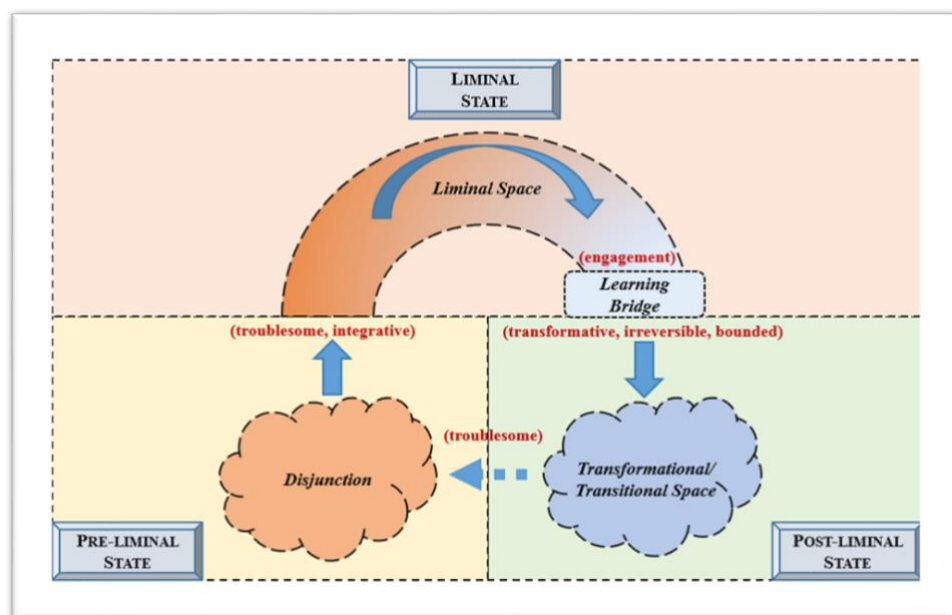 LIMINAL
STATE
Liminal Space
(engagement)
Learning
Bridge
(troublesome, integrative)
(transformative, irreversible, bounded)
(troublesome)
Disjunction
Transformational/
Transitional Space
PRE-LIMINAL
STATE
POST-LIMINAL
STATE